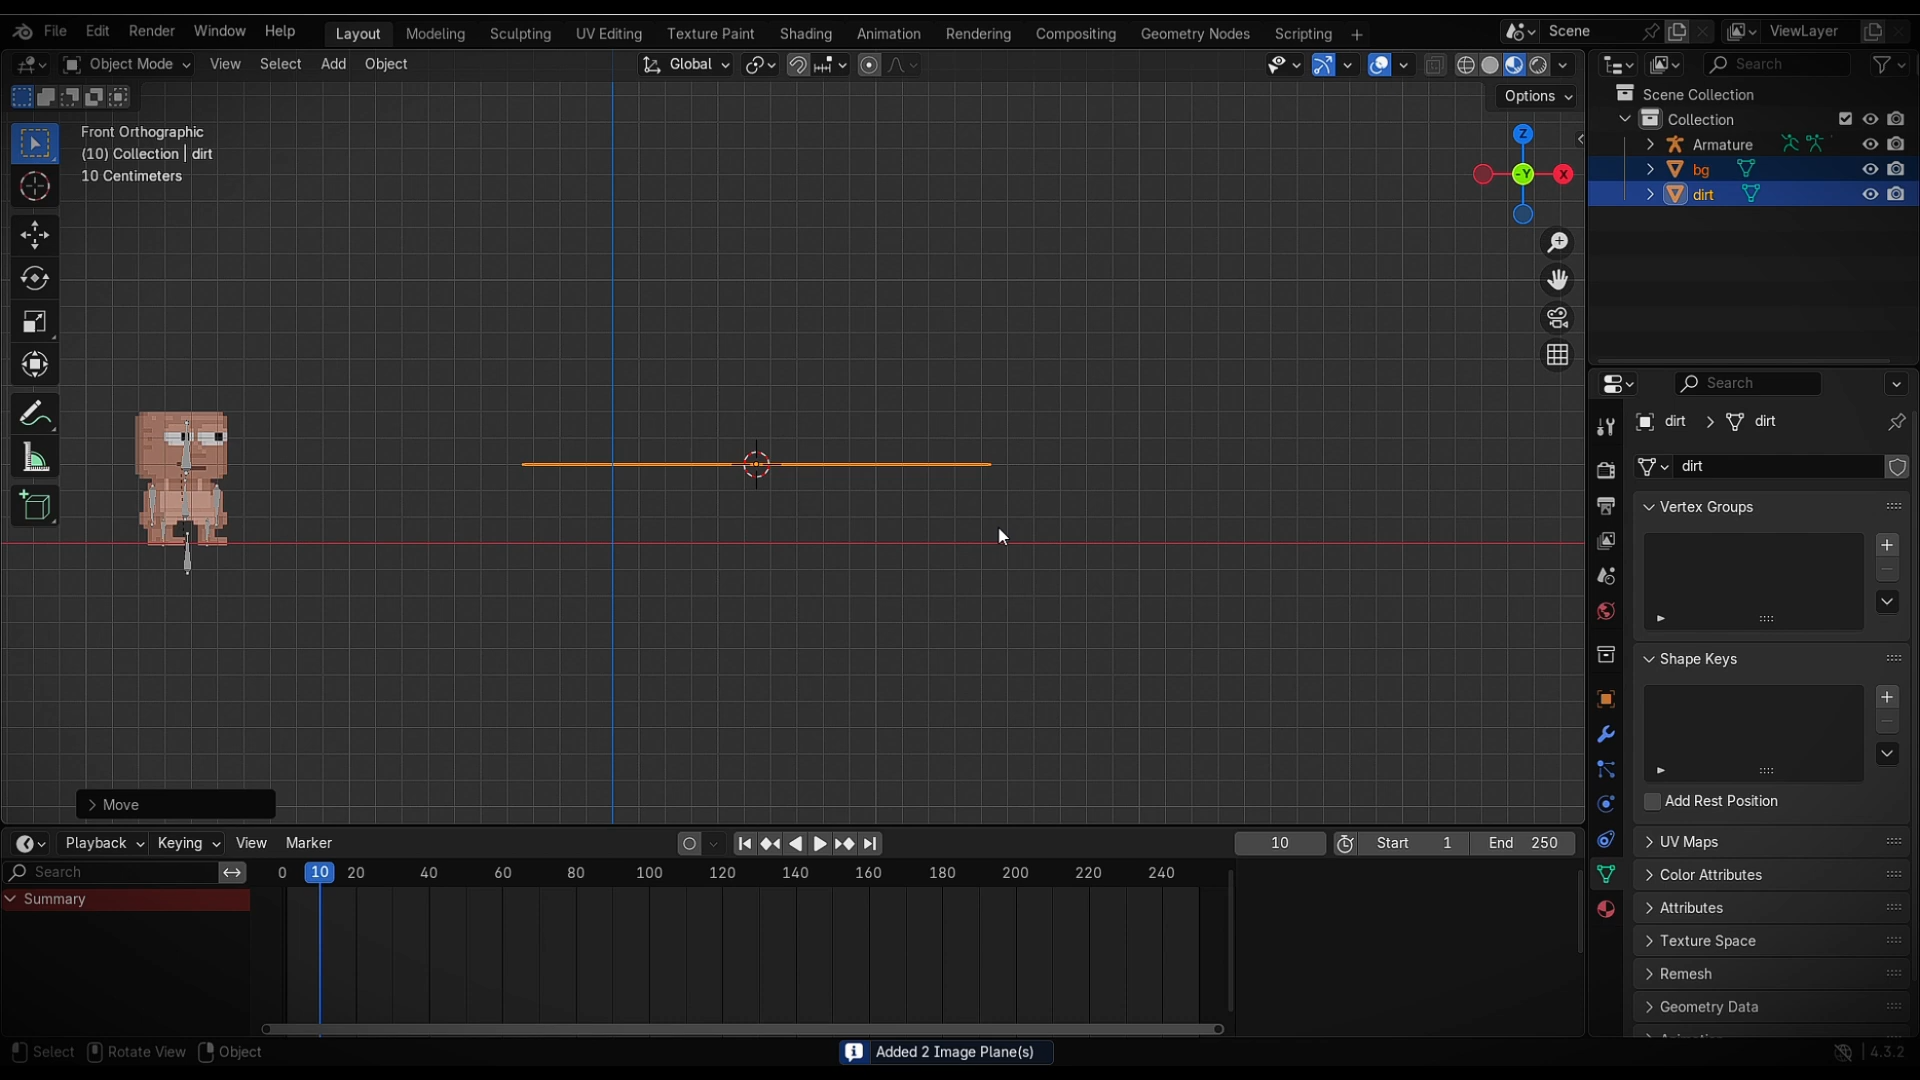 File Edit Render Window Help Layout Modeling Sculpting UV Editing Texture Paint Shading Animation Rendering Compositing Geometry Nodes Scripting + Scene ViewLayer
Object Mode View Select Add Object Global Search
Options
Scene Collection
Collection
Armature
bg
dirt
Front Orthographic
(10) Collection | dirt
10 Centimeters
Z
-Y
X
Search
dirt > dirt
dirt
Vertex Groups
Shape Keys
Add Rest Position
UV Maps
Color Attributes
Attributes
Texture Space
Remesh
Geometry Data
Move
Playback Keying View Marker 10 Start 1 End 250
Search 0 10 20 40 60 80 100 120 140 160 180 200 220 240
Summary
Select Rotate View Object Added 2 Image Plane(s) 4.3.2